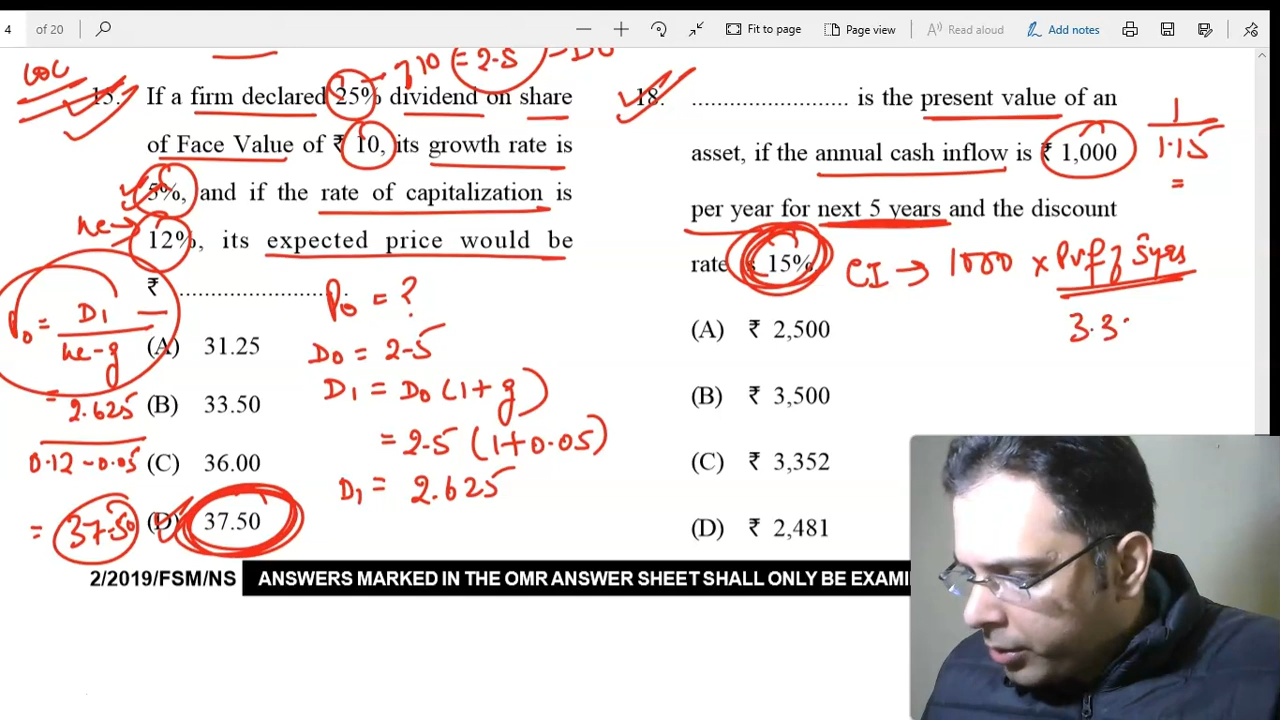 4 of 20 Fit to page Page view Read aloud Add notes
15. If a firm declared 25% dividend on share
of Face Value of ₹ 10, its growth rate is
5%, and if the rate of capitalization is
12%, its expected price would be
₹ ..........................
(A) 31.25
(B) 33.50
(C) 36.00
(D) 37.50
= 2.5
ke →
P0 = D1
ke-g
= 2.625
0.12 - 0.05
= 37.50
P0 = ?
D0 = 2.5
D1 = D0 (1+g)
= 2.5 (1+0.05)
D1 = 2.625
18. .......................... is the present value of an
asset, if the annual cash inflow is ₹ 1,000
per year for next 5 years and the discount
rate 15%
1
1.15
=
CI → 1000 × 5yrs
3.3
(A) ₹ 2,500
(B) ₹ 3,500
(C) ₹ 3,352
(D) ₹ 2,481
2/2019/FSM/NS ANSWERS MARKED IN THE OMR ANSWER SHEET SHALL ONLY BE EXAMI